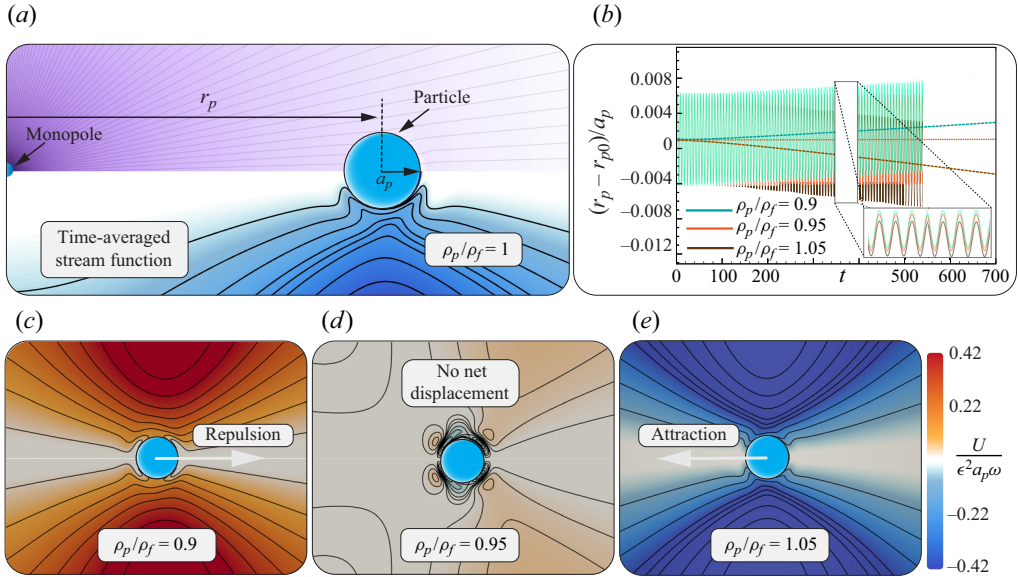 (a)
r_p
Particle
Monopole
a_p
Time-averaged
stream function
ρ_p/ρ_f = 1
(b)
(r_p − r_{p0})/a_p
0.008
0.004
0
−0.004
−0.008
−0.012
ρ_p/ρ_f = 0.9
ρ_p/ρ_f = 0.95
ρ_p/ρ_f = 1.05
0 100 200 300 t 500 600 700
(c)
Repulsion
ρ_p/ρ_f = 0.9
(d)
No net
displacement
ρ_p/ρ_f = 0.95
(e)
Attraction
ρ_p/ρ_f = 1.05
0.42
0.22
U
ϵ²a_pω
−0.22
−0.42